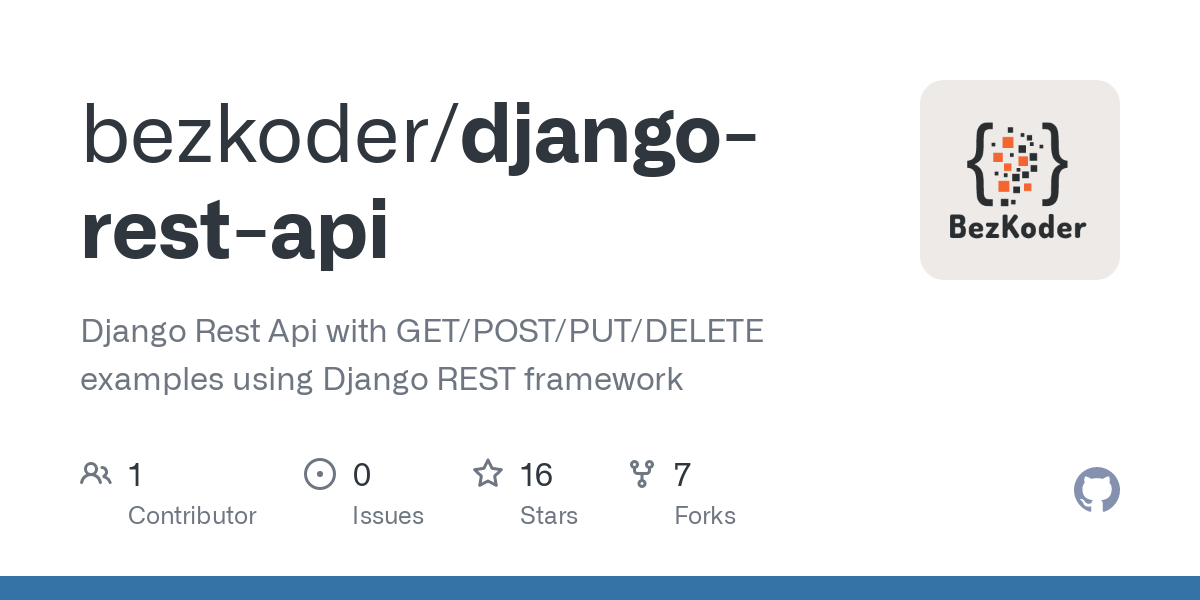 bezkoder/django-
rest-api
BezKoder
Django Rest Api with GET/POST/PUT/DELETE
examples using Django REST framework
1
Contributor
0
Issues
16
Stars
7
Forks